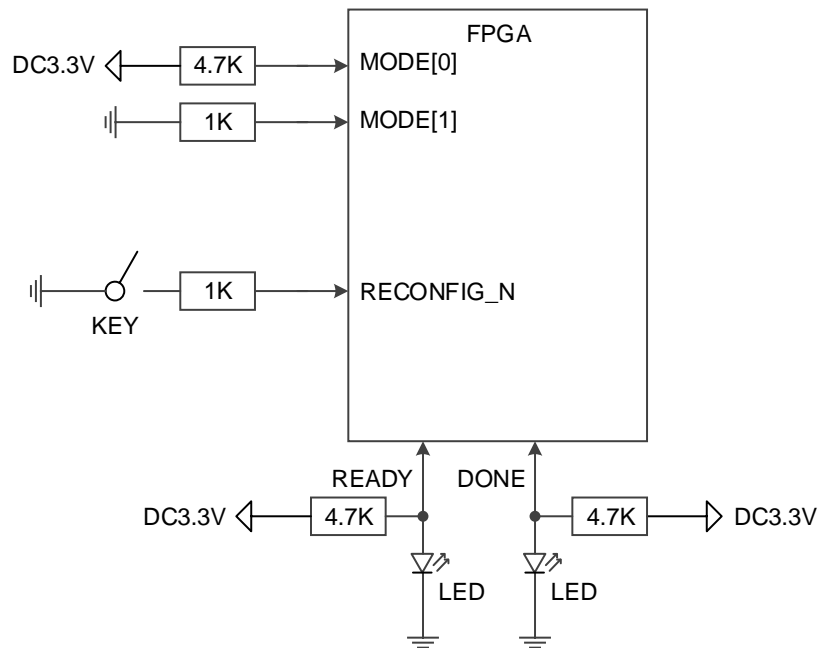 FPGA
DC3.3V
4.7K
MODE[0]
1K
MODE[1]
1K
RECONFIG_N
KEY
READY
DONE
DC3.3V
4.7K
4.7K
DC3.3V
LED
LED